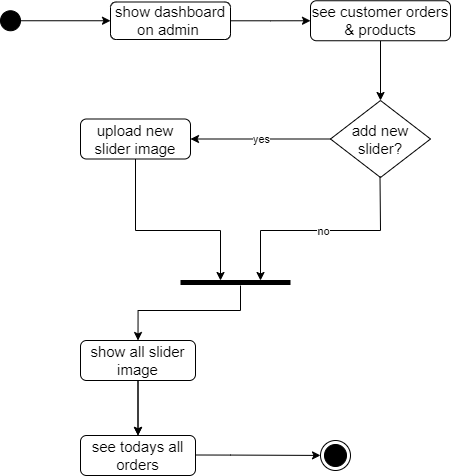 show dashboard
on admin
see customer orders
& products
add new
slider?
yes
upload new
slider image
no
show all slider
image
see todays all
orders